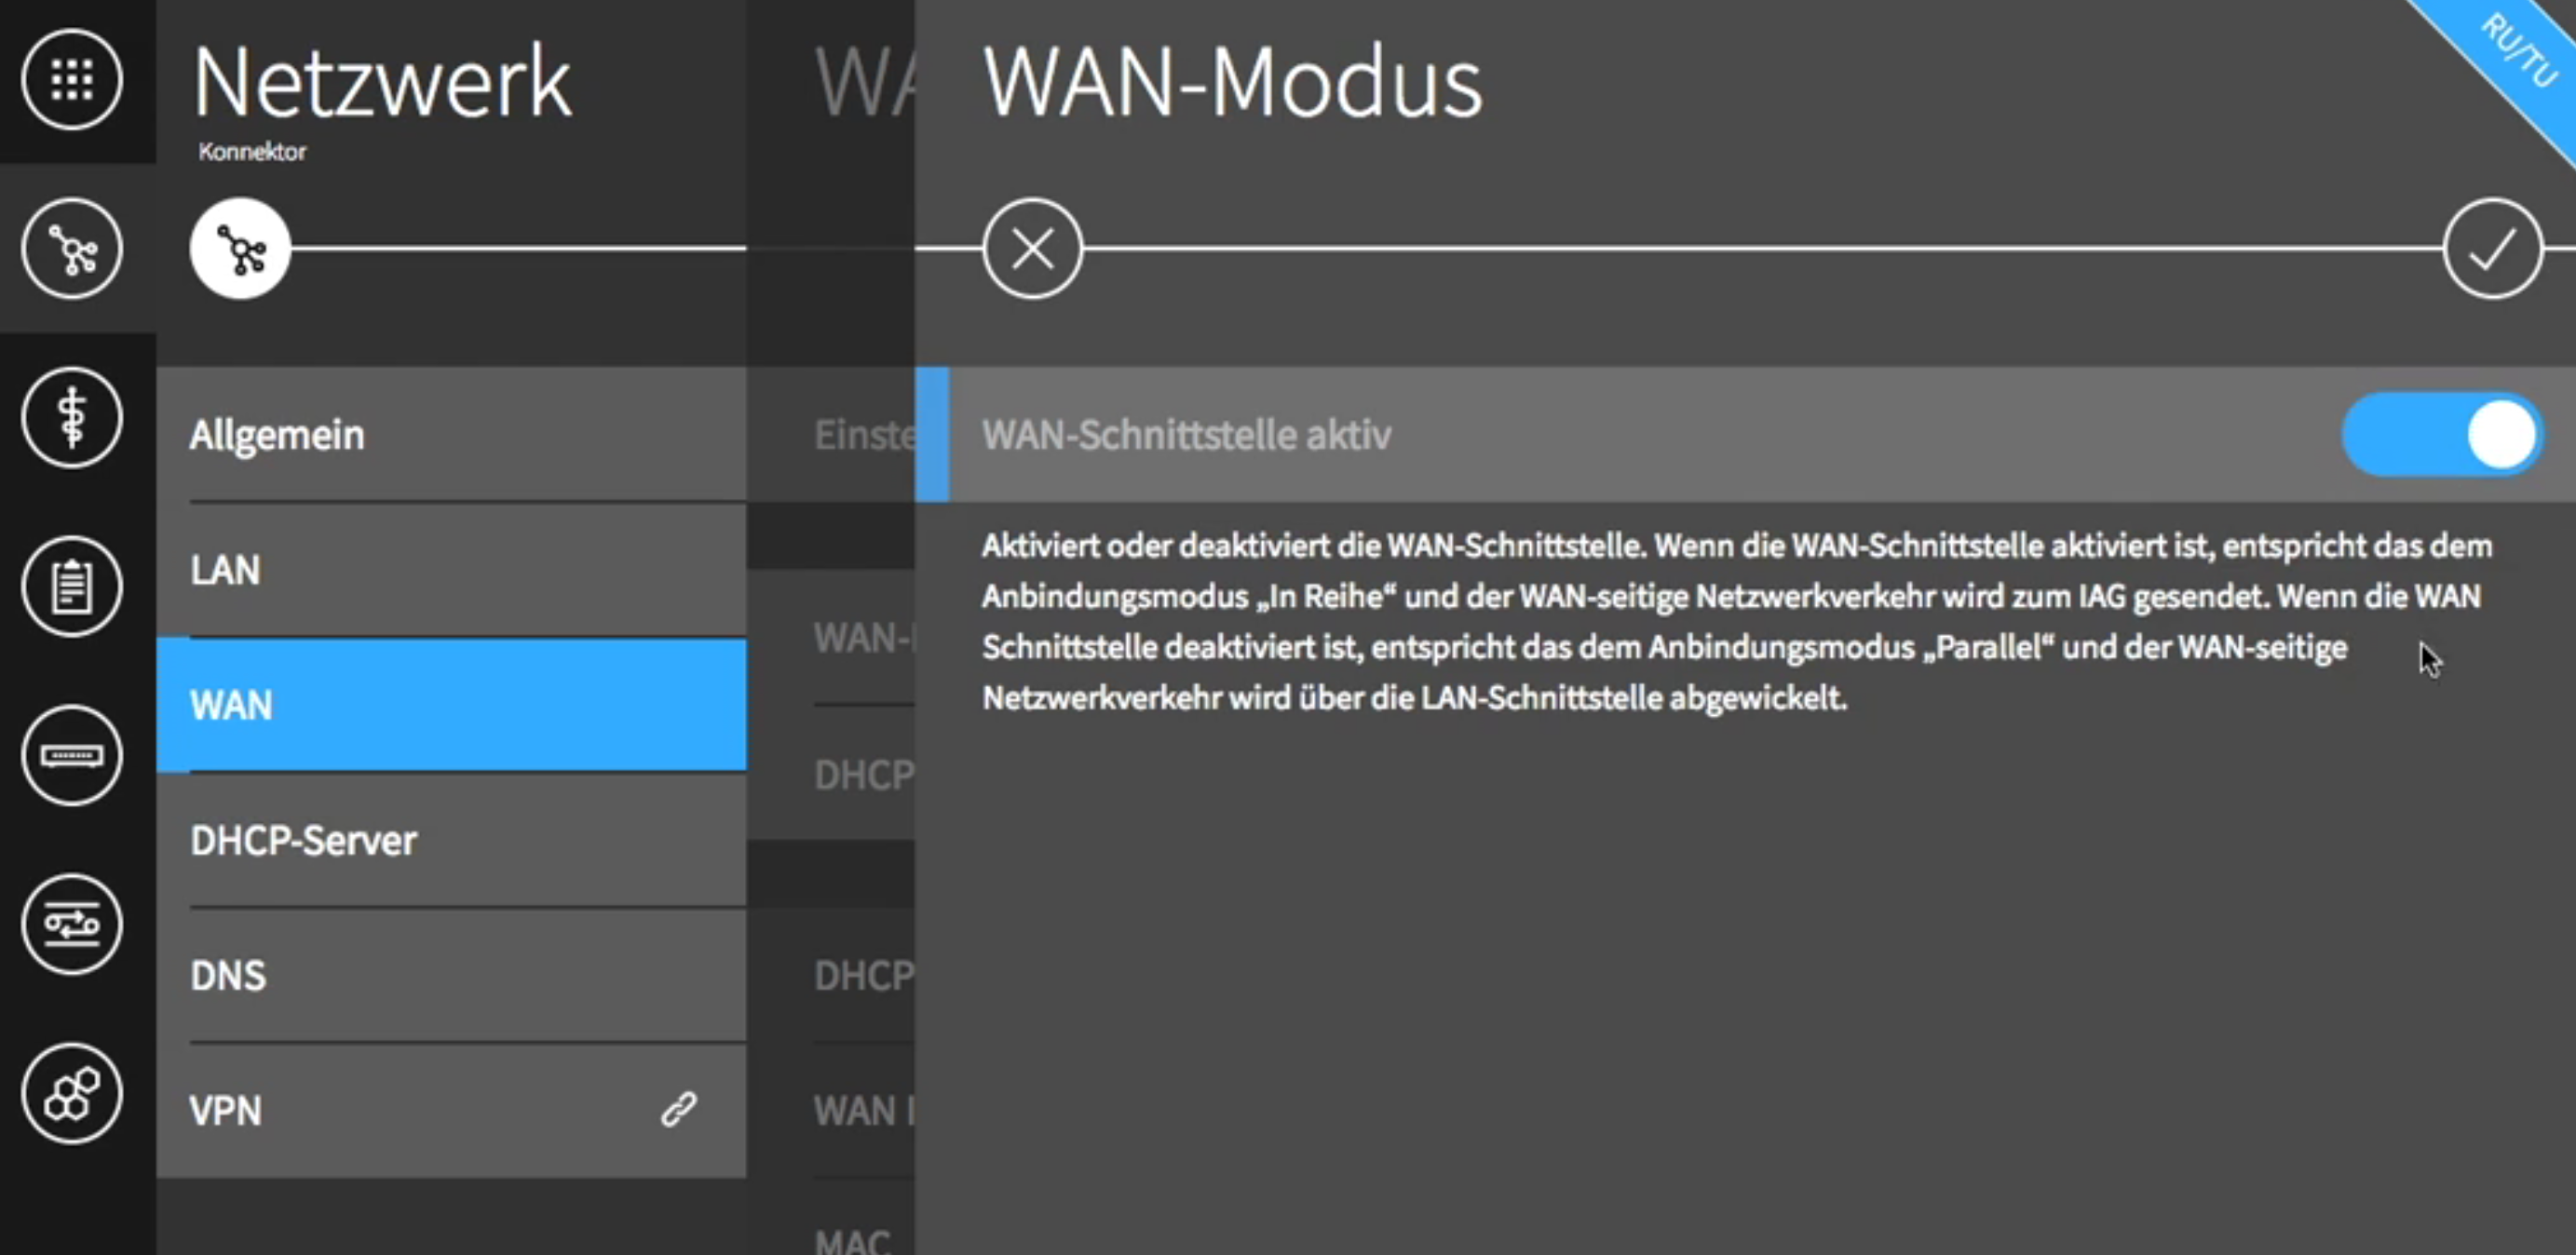 Netzwerk
Konnektor
WAN-Modus
RU/TU
Allgemein
LAN
WAN
DHCP-Server
DNS
VPN
DHCP
DHCP
WAN
MAC
WAN-Schnittstelle aktiv
Aktiviert oder deaktiviert die WAN-Schnittstelle. Wenn die WAN-Schnittstelle aktiviert ist, entspricht das dem
Anbindungsmodus „In Reihe“ und der WAN-seitige Netzwerkverkehr wird zum IAG gesendet. Wenn die WAN
Schnittstelle deaktiviert ist, entspricht das dem Anbindungsmodus „Parallel“ und der WAN-seitige
Netzwerkverkehr wird über die LAN-Schnittstelle abgewickelt.